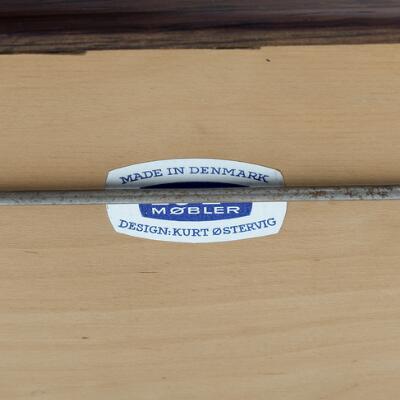 MADE IN DENMARK
MØBLER
DESIGN: KURT ØSTERVIG